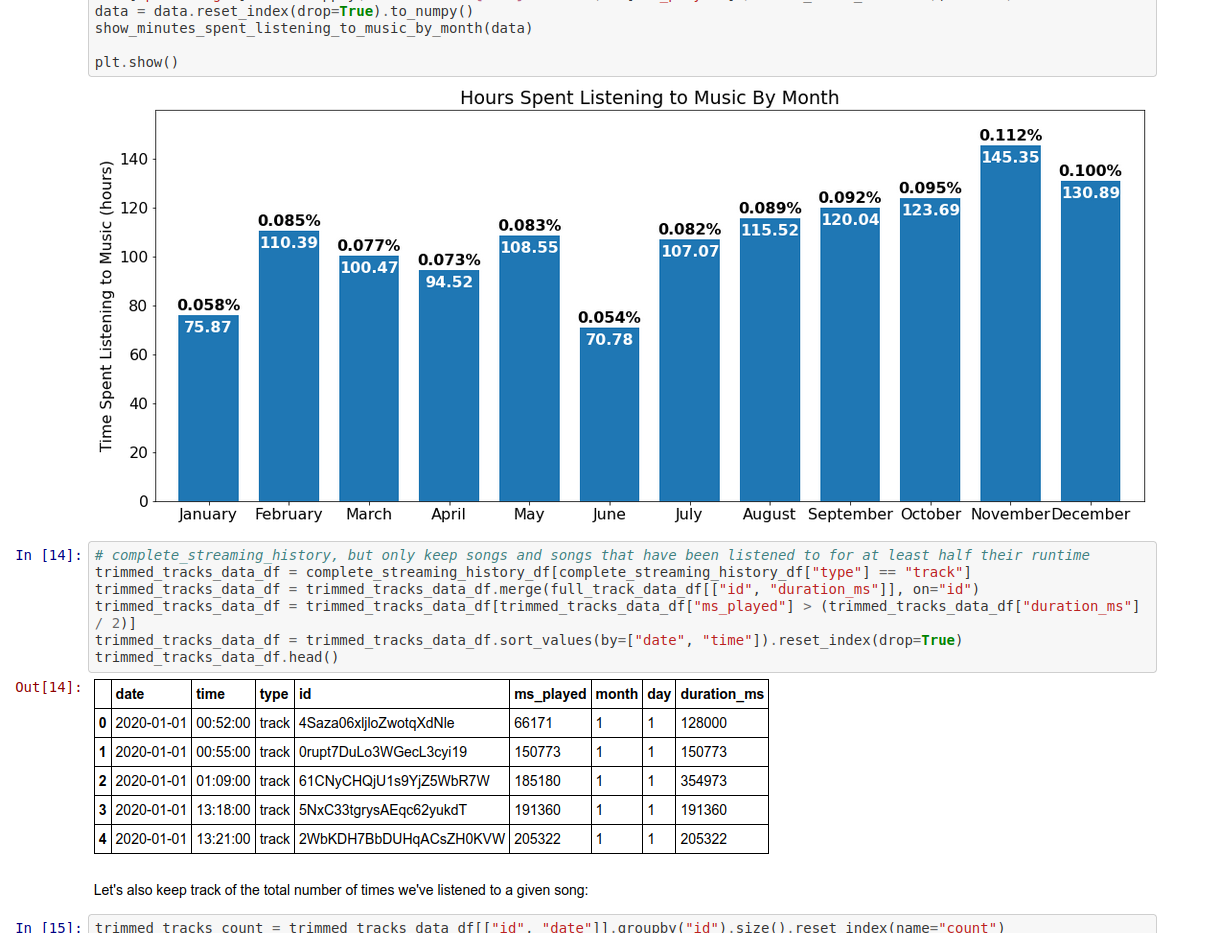 data = data.reset_index(drop=True).to_numpy()
show_minutes_spent_listening_to_music_by_month(data)
plt.show()
Hours Spent Listening to Music By Month
Time Spent Listening to Music (hours)
140
120
100
80
60
40
20
0
0.058%
75.87
0.085%
110.39
0.077%
100.47
0.073%
94.52
0.083%
108.55
0.054%
70.78
0.082%
107.07
0.089%
115.52
0.092%
120.04
0.095%
123.69
0.112%
145.35
0.100%
130.89
January February March April May June July August September October November December
In [14]: # complete_streaming_history, but only keep songs and songs that have been listened to for at least half their runtime
trimmed_tracks_data_df = complete_streaming_history_df[complete_streaming_history_df["type"] == "track"]
trimmed_tracks_data_df = trimmed_tracks_data_df.merge(full_track_data_df[["id", "duration_ms"]], on="id")
trimmed_tracks_data_df = trimmed_tracks_data_df[trimmed_tracks_data_df["ms_played"] > (trimmed_tracks_data_df["duration_ms"]
/ 2)]
trimmed_tracks_data_df = trimmed_tracks_data_df.sort_values(by=["date", "time"]).reset_index(drop=True)
trimmed_tracks_data_df.head()
Out[14]:
date time type id ms_played month day duration_ms
0 2020-01-01 00:52:00 track 4Saza06xljloZwotqXdNle 66171 1 1 128000
1 2020-01-01 00:55:00 track 0rupt7DuLo3WGecL3cyi19 150773 1 1 150773
2 2020-01-01 01:09:00 track 61CNyCHQjU1s9YjZ5WbR7W 185180 1 1 354973
3 2020-01-01 13:18:00 track 5NxC33tgrysAEqc62yukdT 191360 1 1 191360
4 2020-01-01 13:21:00 track 2WbKDH7BbDUHqACsZH0KVW 205322 1 1 205322
Let's also keep track of the total number of times we've listened to a given song:
In [15]: trimmed_tracks_count = trimmed_tracks_data_df[["id", "date"]].groupby("id").size().reset_index(name="count")